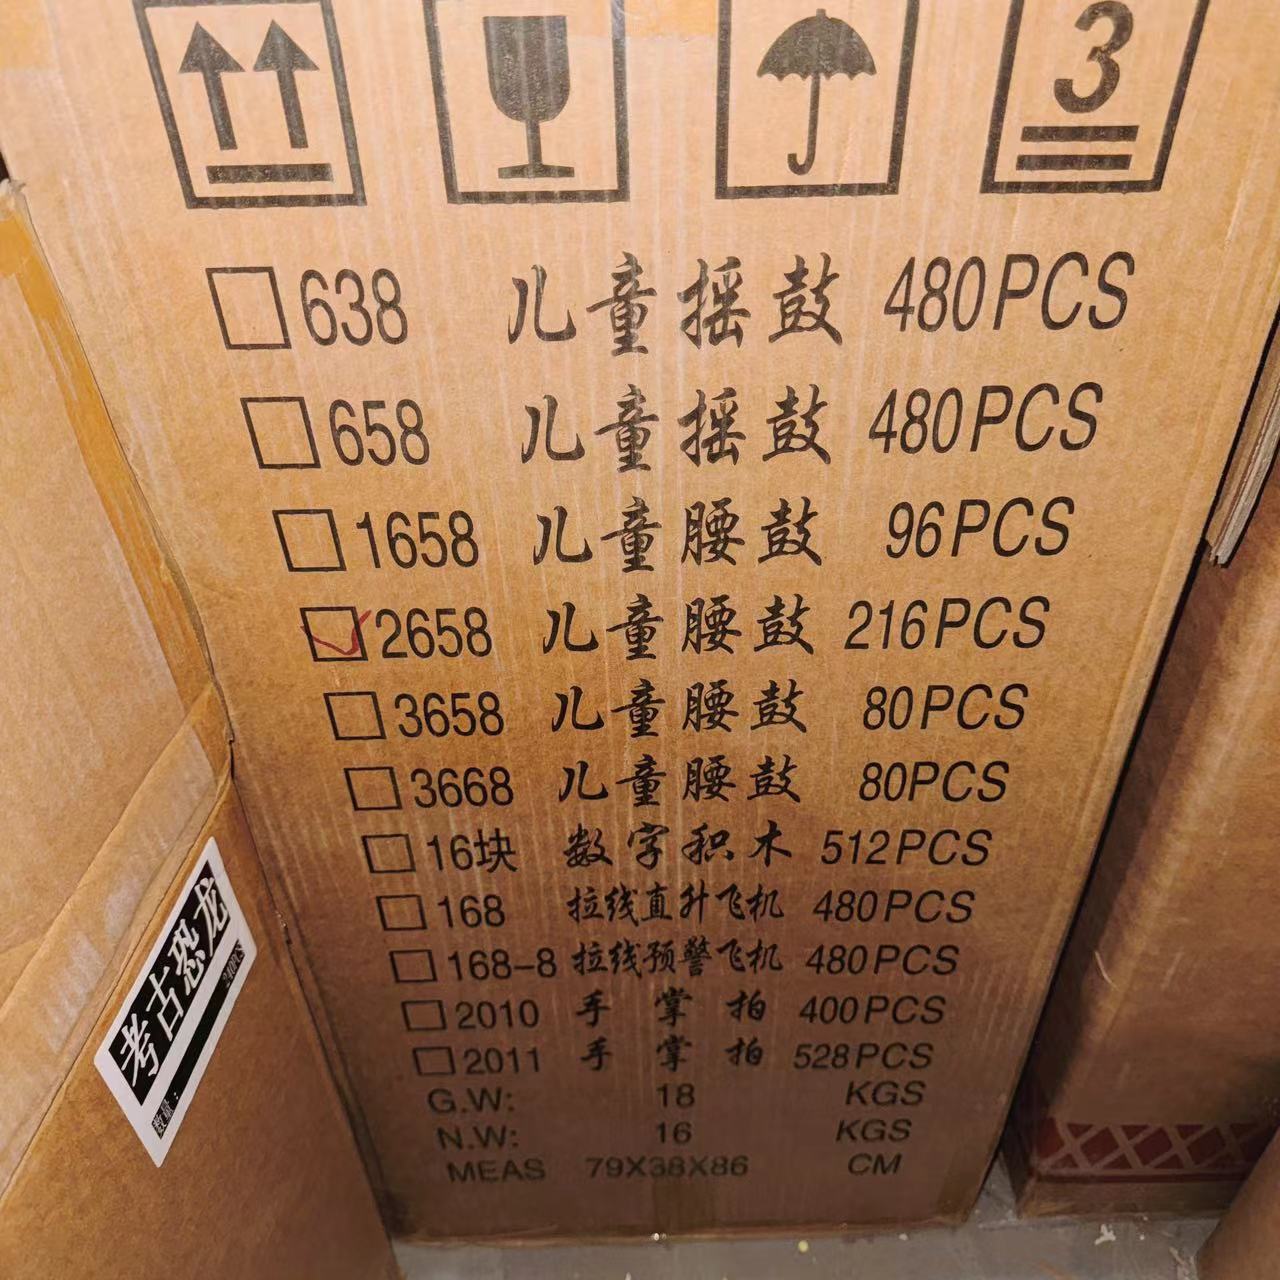 3
638 儿童摇鼓 480PCS
658 儿童摇鼓 480PCS
1658 儿童腰鼓 96PCS
2658 儿童腰鼓 216PCS
3658 儿童腰鼓 80PCS
3668 儿童腰鼓 80PCS
16块 数字积木 512PCS
168 拉线直升飞机 480PCS
168-8 拉线预警飞机 480PCS
2010 手掌拍 400PCS
2011 手掌拍 528PCS
G.W: 18 KGS
N.W: 16 KGS
MEAS 79X38X86 CM
考古恐龙
数量: 240PCS